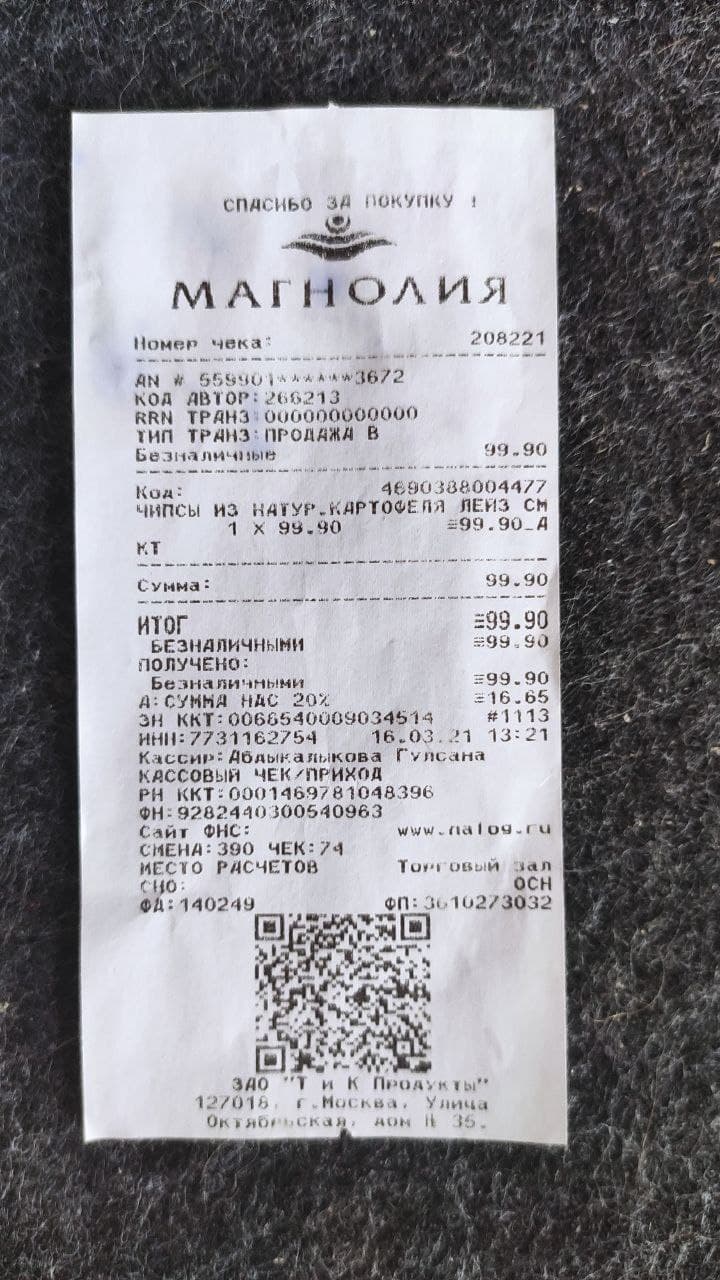 СПАСИБО ЗА ПОКУПКУ !
МАГНОЛИЯ
Номер чека: 208221
AN # 559901******3672
КОД АВТОР: 266213
RRN ТРАНЗ:000000000000
ТИП ТРАНЗ:ПРОДАЖА В
Безналичные 99.90
Код: 4690388004477
ЧИПСЫ ИЗ НАТУР.КАРТОФЕЛЯ ЛЕЙЗ СМ
1 X 99.90 ≡99.90_А
КТ
Сумма: 99.90
ИТОГ ≡99.90
БЕЗНАЛИЧНЫМИ ≡99.90
ПОЛУЧЕНО:
Безналичными ≡99.90
А:СУММА НДС 20% ≡16.65
ЗН ККТ:0066540009034514 #1113
ИНН:7731162754 16.03.21 13:21
Кассир:Абдыкалыкова Гулсана
КАССОВЫЙ ЧЕК/ПРИХОД
РН ККТ:0001469781048396
ФН:9282440300540963
Сайт ФНС: www.nalog.ru
СМЕНА:390 ЧЕК:74
МЕСТО РАСЧЕТОВ Торговый зал
СНО: ОСН
ФД:140249 ФП:3610273032
ЗАО "Т и К Продукты"
127018, г.Москва, Улица
Октябрьская, дом № 35.